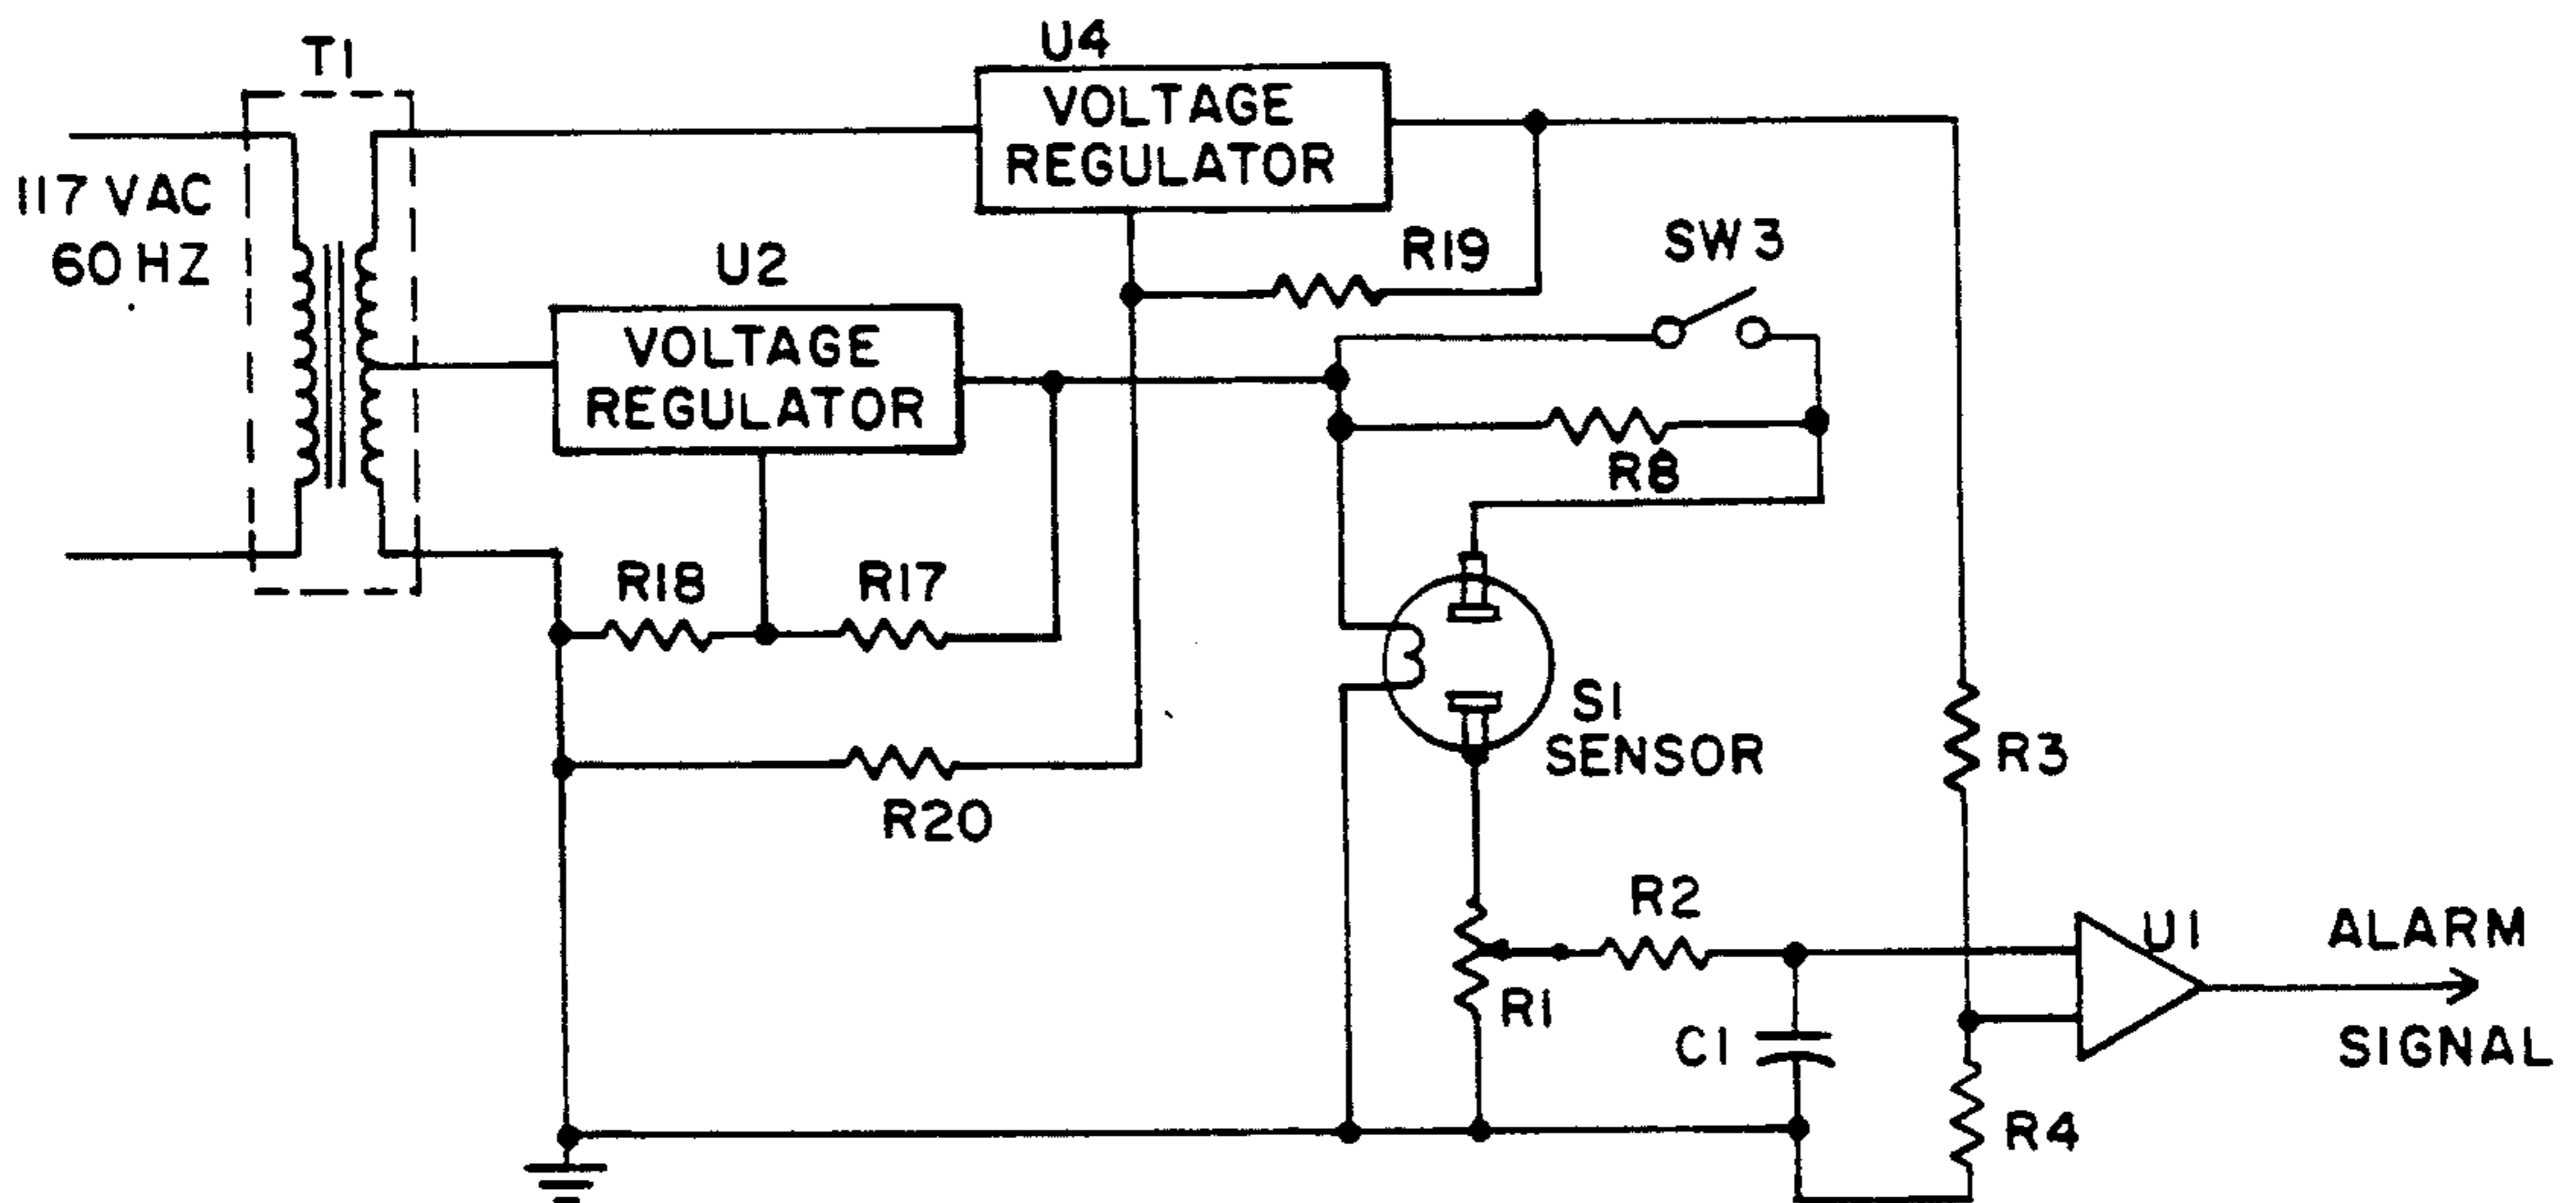 T1
U4
VOLTAGE
REGULATOR
117 VAC
60 HZ
U2
VOLTAGE
REGULATOR
R19
SW3
R8
R18
R17
R20
S1
SENSOR
R3
R2
R1
C1
U1
R4
ALARM
SIGNAL